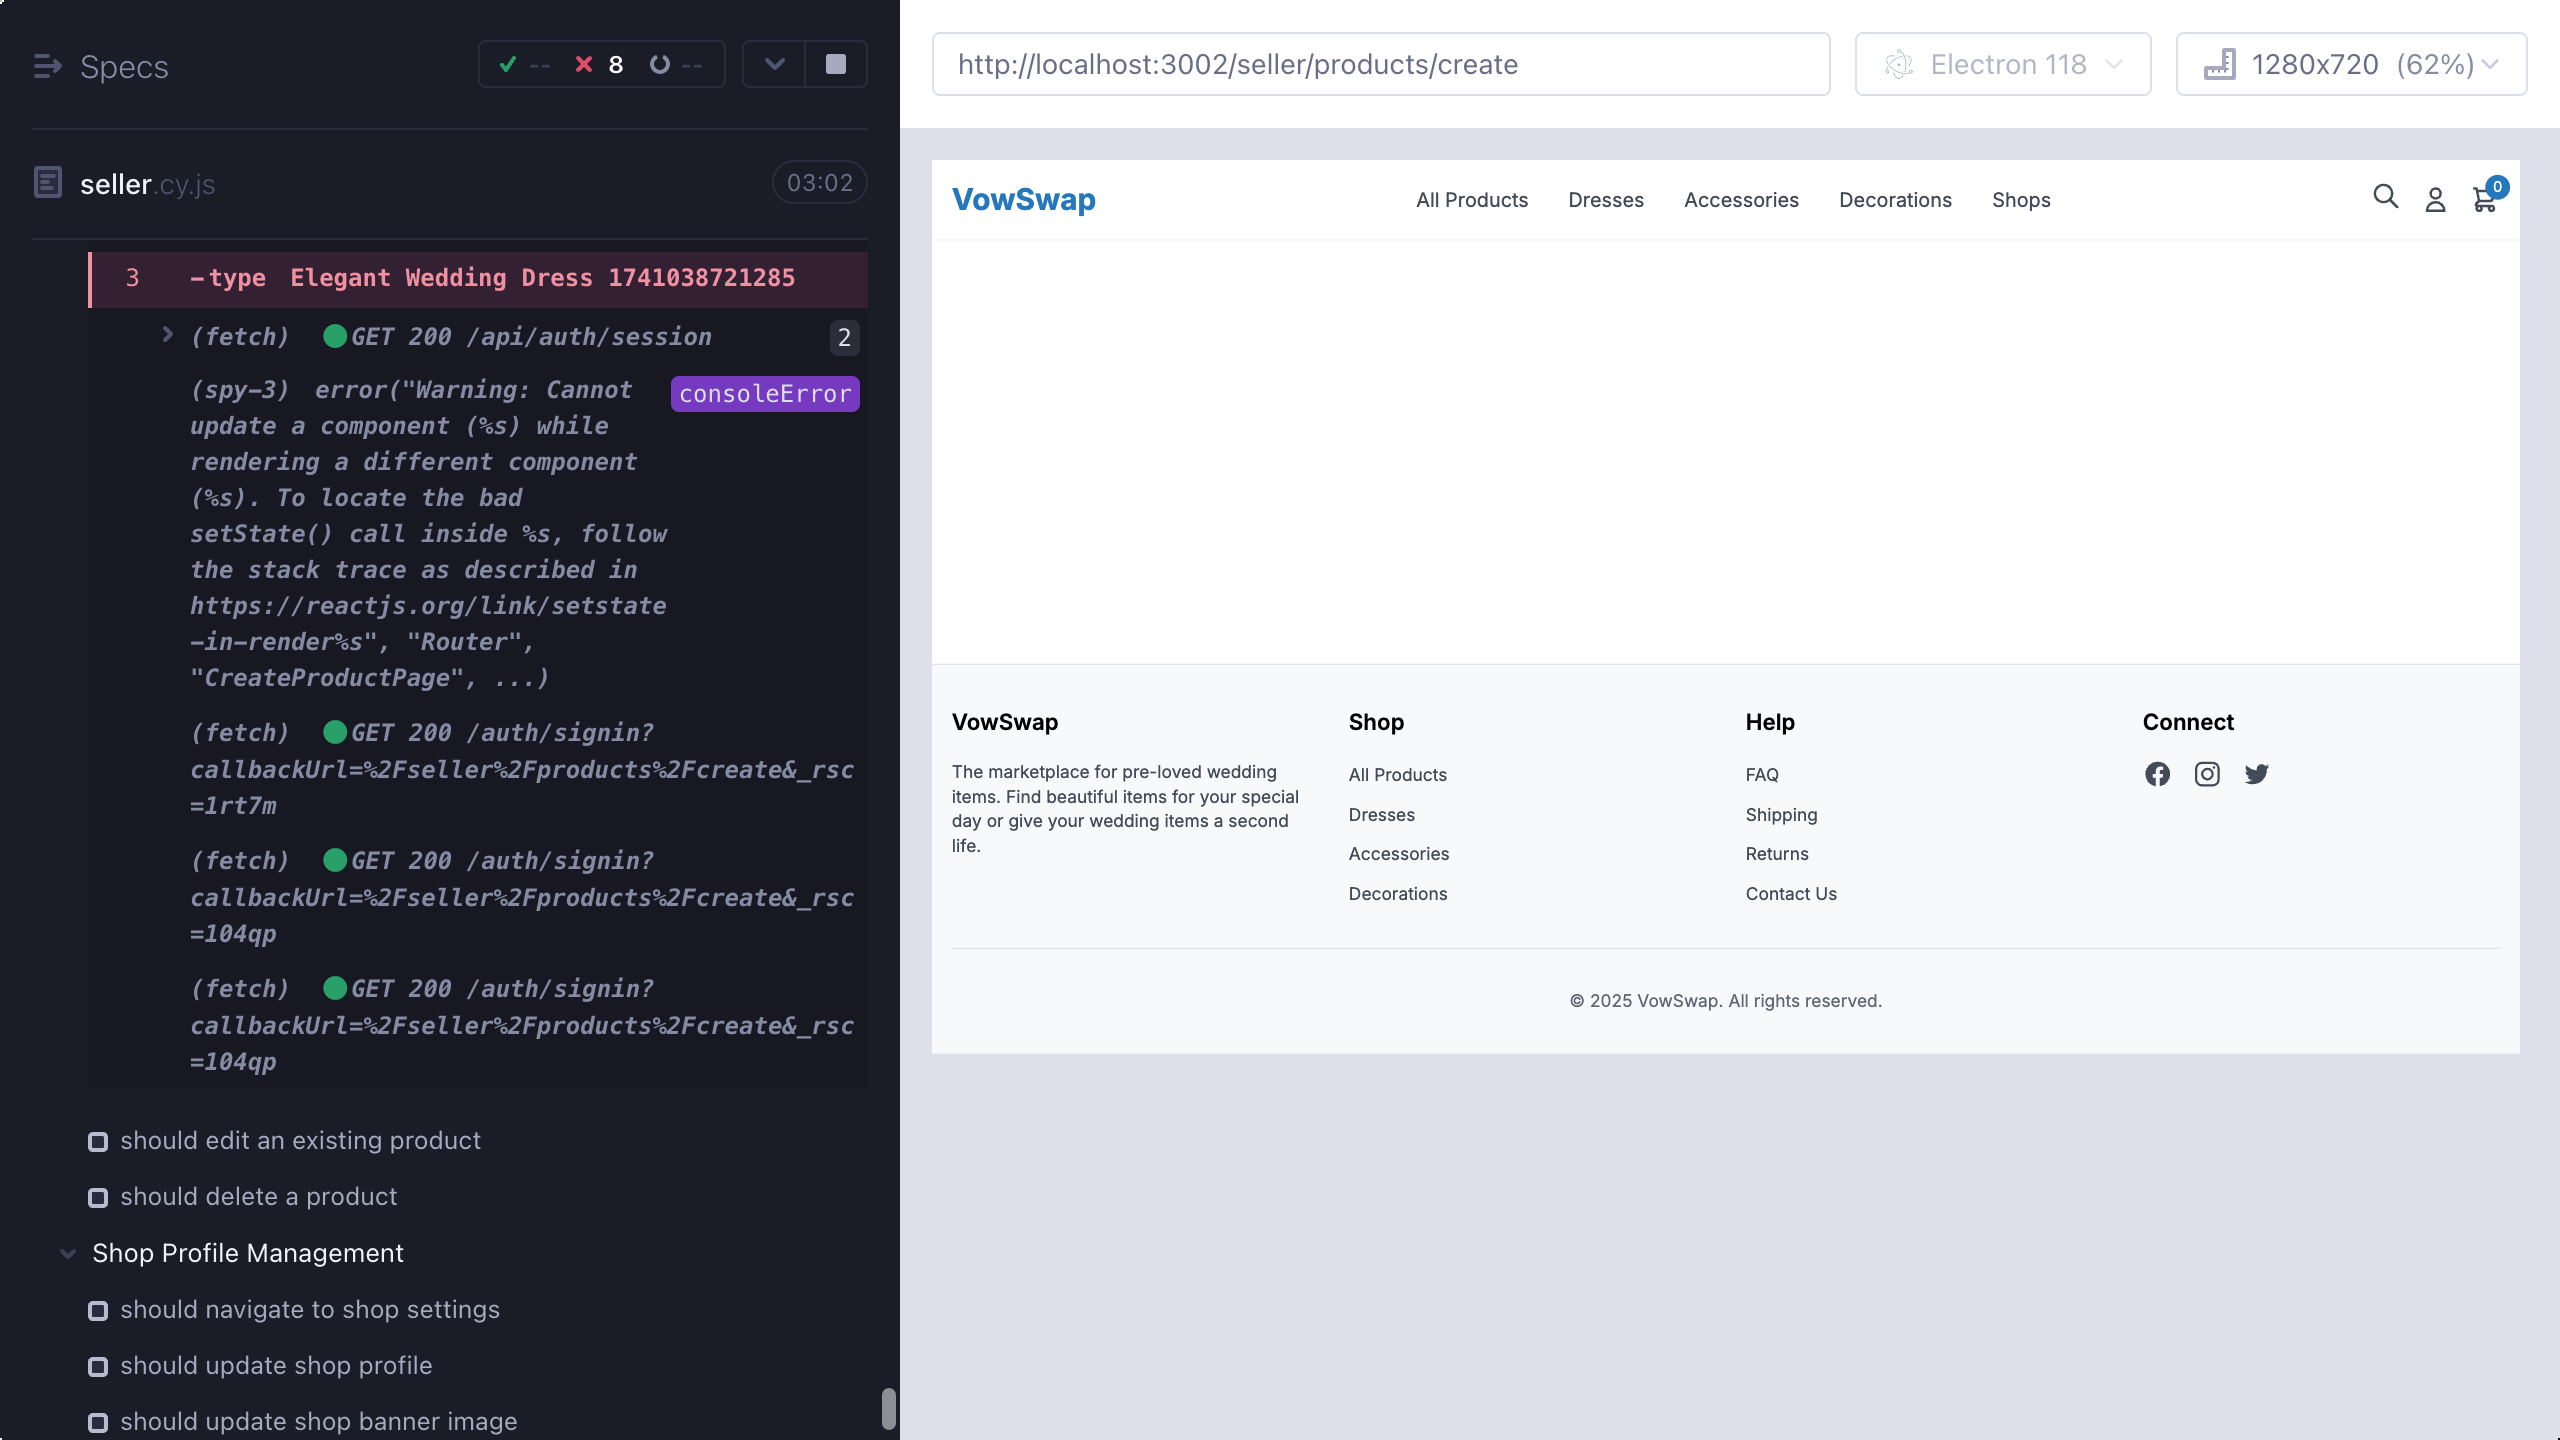 Specs
-- 8 --
seller.cy.js
03:02
3 -type Elegant Wedding Dress 1741038721285
(fetch) GET 200 /api/auth/session 2
(spy-3) error("Warning: Cannot consoleError
update a component (%s) while
rendering a different component
(%s). To locate the bad
setState() call inside %s, follow
the stack trace as described in
https://reactjs.org/link/setstate
-in-render%s", "Router",
"CreateProductPage", ...)
(fetch) GET 200 /auth/signin?
callbackUrl=%2Fseller%2Fproducts%2Fcreate&_rsc
=1rt7m
(fetch) GET 200 /auth/signin?
callbackUrl=%2Fseller%2Fproducts%2Fcreate&_rsc
=104qp
(fetch) GET 200 /auth/signin?
callbackUrl=%2Fseller%2Fproducts%2Fcreate&_rsc
=104qp
should edit an existing product
should delete a product
Shop Profile Management
should navigate to shop settings
should update shop profile
should update shop banner image
http://localhost:3002/seller/products/create
Electron 118
1280x720 (62%)
VowSwap
All Products Dresses Accessories Decorations Shops
0
VowSwap
The marketplace for pre-loved wedding
items. Find beautiful items for your special
day or give your wedding items a second
life.
Shop
All Products
Dresses
Accessories
Decorations
Help
FAQ
Shipping
Returns
Contact Us
Connect
© 2025 VowSwap. All rights reserved.